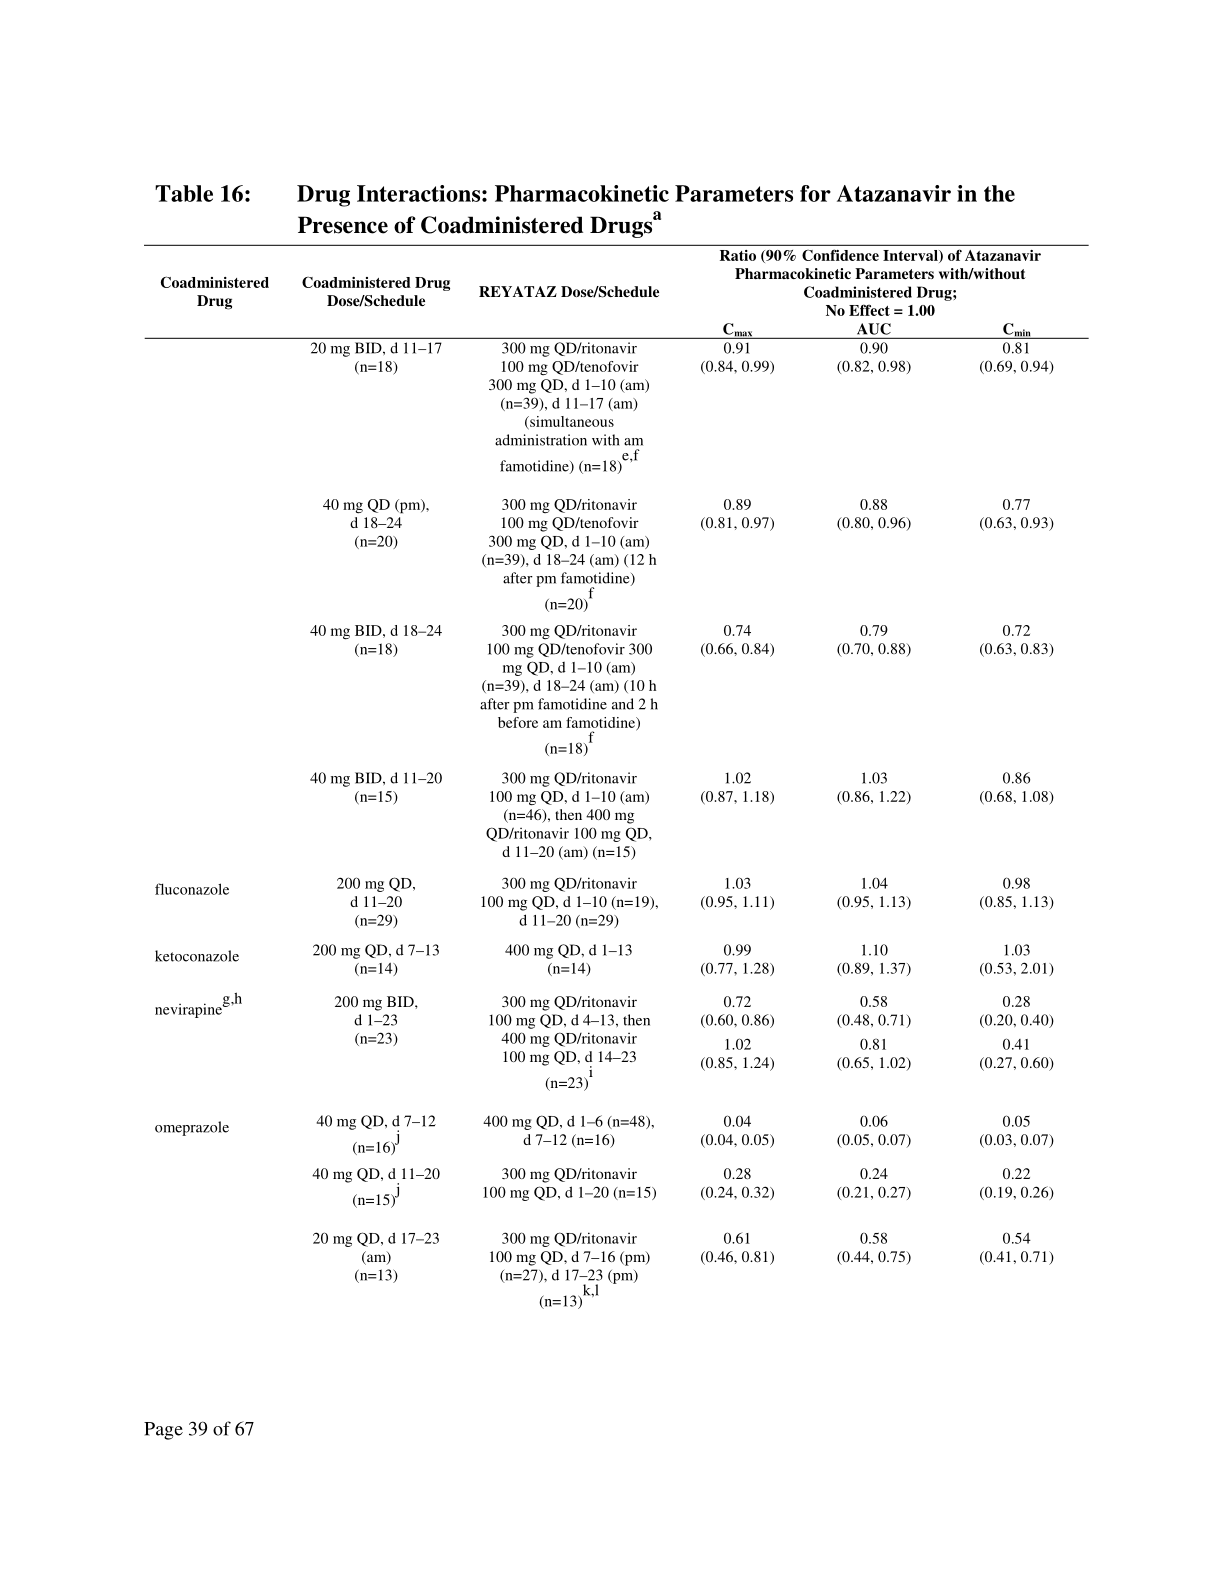 Table 16: Drug Interactions: Pharmacokinetic Parameters for Atazanavir in the
Presence of Coadministered Drugsa
Coadministered
Drug
Coadministered Drug
Dose/Schedule
REYATAZ Dose/Schedule
Ratio (90% Confidence Interval) of Atazanavir
Pharmacokinetic Parameters with/without
Coadministered Drug;
No Effect = 1.00
Cmax AUC Cmin
20 mg BID, d 11–17 300 mg QD/ritonavir 0.91 0.90 0.81
(n=18) 100 mg QD/tenofovir (0.84, 0.99) (0.82, 0.98) (0.69, 0.94)
300 mg QD, d 1–10 (am)
(n=39), d 11–17 (am)
(simultaneous
administration with am
famotidine) (n=18)e,f
40 mg QD (pm), 300 mg QD/ritonavir 0.89 0.88 0.77
d 18–24 100 mg QD/tenofovir (0.81, 0.97) (0.80, 0.96) (0.63, 0.93)
(n=20) 300 mg QD, d 1–10 (am)
(n=39), d 18–24 (am) (12 h
after pm famotidine)
(n=20)f
40 mg BID, d 18–24 300 mg QD/ritonavir 0.74 0.79 0.72
(n=18) 100 mg QD/tenofovir 300 (0.66, 0.84) (0.70, 0.88) (0.63, 0.83)
mg QD, d 1–10 (am)
(n=39), d 18–24 (am) (10 h
after pm famotidine and 2 h
before am famotidine)
(n=18)f
40 mg BID, d 11–20 300 mg QD/ritonavir 1.02 1.03 0.86
(n=15) 100 mg QD, d 1–10 (am) (0.87, 1.18) (0.86, 1.22) (0.68, 1.08)
(n=46), then 400 mg
QD/ritonavir 100 mg QD,
d 11–20 (am) (n=15)
fluconazole 200 mg QD, 300 mg QD/ritonavir 1.03 1.04 0.98
d 11–20 100 mg QD, d 1–10 (n=19), (0.95, 1.11) (0.95, 1.13) (0.85, 1.13)
(n=29) d 11–20 (n=29)
ketoconazole 200 mg QD, d 7–13 400 mg QD, d 1–13 0.99 1.10 1.03
(n=14) (n=14) (0.77, 1.28) (0.89, 1.37) (0.53, 2.01)
nevirapineg,h 200 mg BID, 300 mg QD/ritonavir 0.72 0.58 0.28
d 1–23 100 mg QD, d 4–13, then (0.60, 0.86) (0.48, 0.71) (0.20, 0.40)
(n=23) 400 mg QD/ritonavir 1.02 0.81 0.41
100 mg QD, d 14–23 (0.85, 1.24) (0.65, 1.02) (0.27, 0.60)
(n=23)i
omeprazole 40 mg QD, d 7–12 400 mg QD, d 1–6 (n=48), 0.04 0.06 0.05
(n=16)j d 7–12 (n=16) (0.04, 0.05) (0.05, 0.07) (0.03, 0.07)
40 mg QD, d 11–20 300 mg QD/ritonavir 0.28 0.24 0.22
(n=15)j 100 mg QD, d 1–20 (n=15) (0.24, 0.32) (0.21, 0.27) (0.19, 0.26)
20 mg QD, d 17–23 300 mg QD/ritonavir 0.61 0.58 0.54
(am) 100 mg QD, d 7–16 (pm) (0.46, 0.81) (0.44, 0.75) (0.41, 0.71)
(n=13) (n=27), d 17–23 (pm)
(n=13)k,l
Page 39 of 67